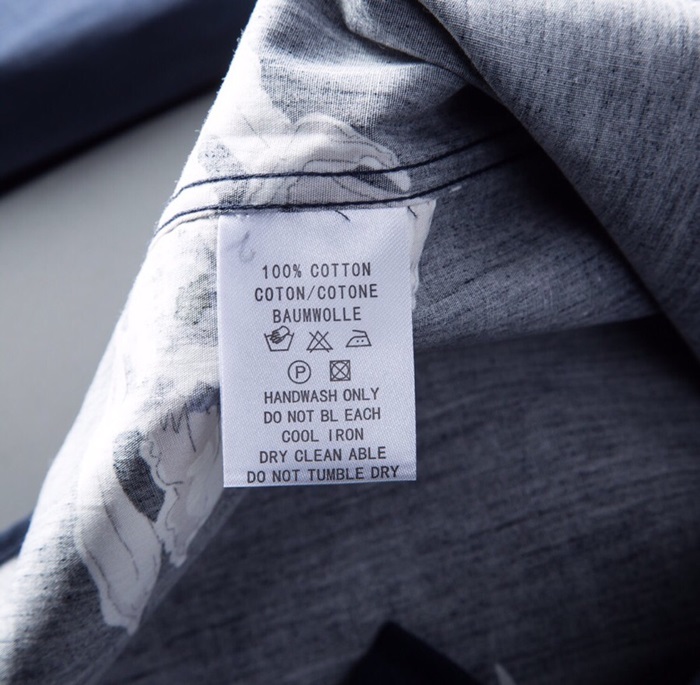 100% COTTON
COTON/COTONE
BAUMWOLLE
P
HANDWASH ONLY
DO NOT BL EACH
COOL IRON
DRY CLEAN ABLE
DO NOT TUMBLE DRY